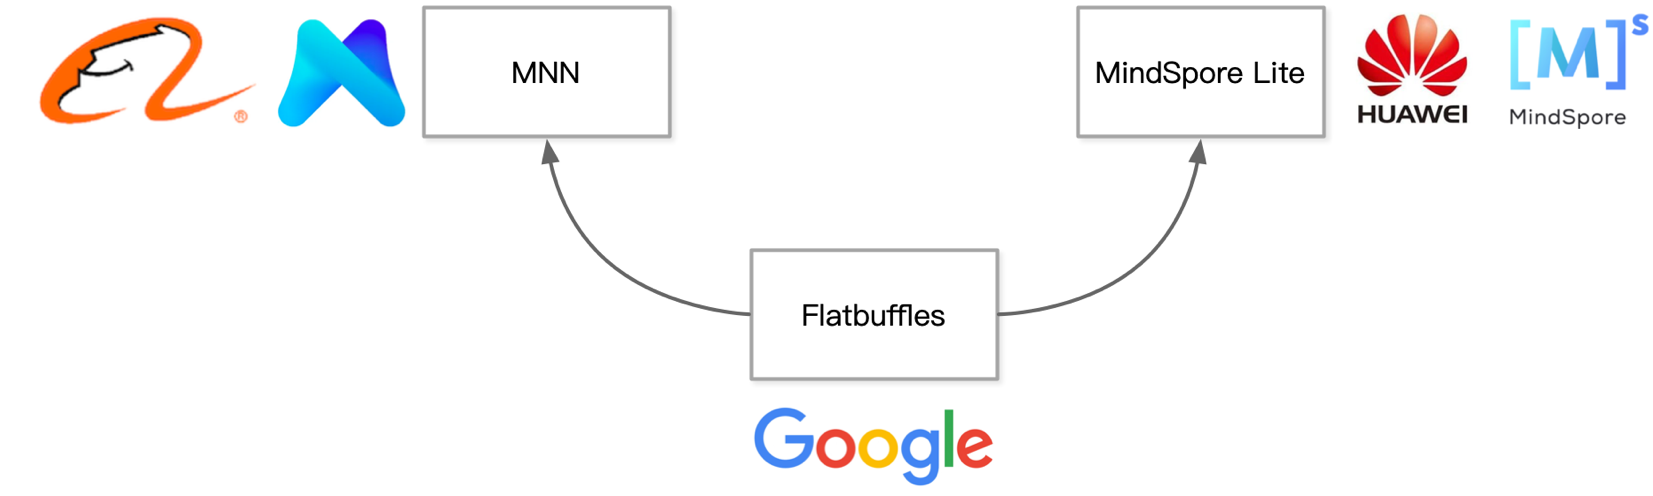 MNN
MindSpore Lite
HUAWEI
[M]s
MindSpore
®
Flatbuffles
Google